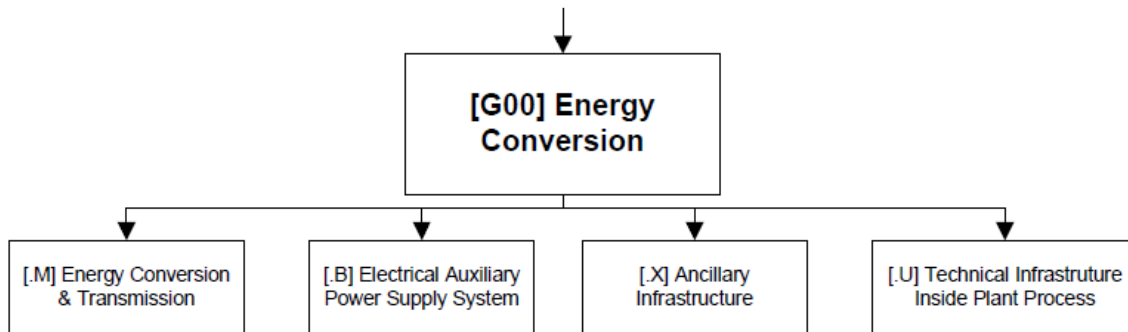 [G00] Energy
Conversion
[.M] Energy Conversion
& Transmission
[.B] Electrical Auxiliary
Power Supply System
[.X] Ancillary
Infrastructure
[.U] Technical Infrastruture
Inside Plant Process